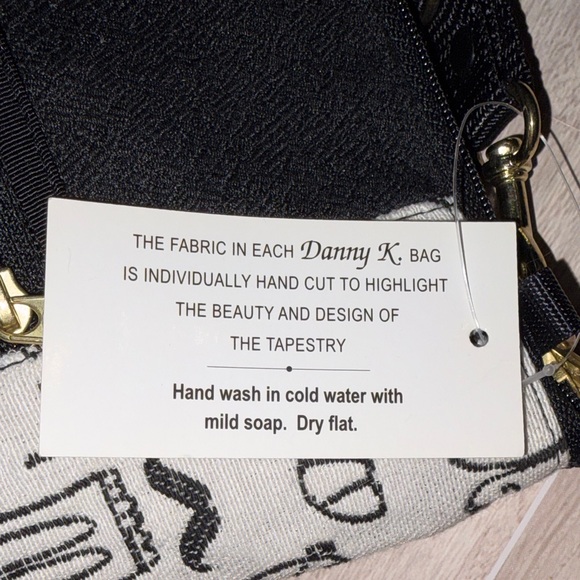 THE FABRIC IN EACH Danny K. BAG
IS INDIVIDUALLY HAND CUT TO HIGHLIGHT
THE BEAUTY AND DESIGN OF
THE TAPESTRY
Hand wash in cold water with
mild soap. Dry flat.